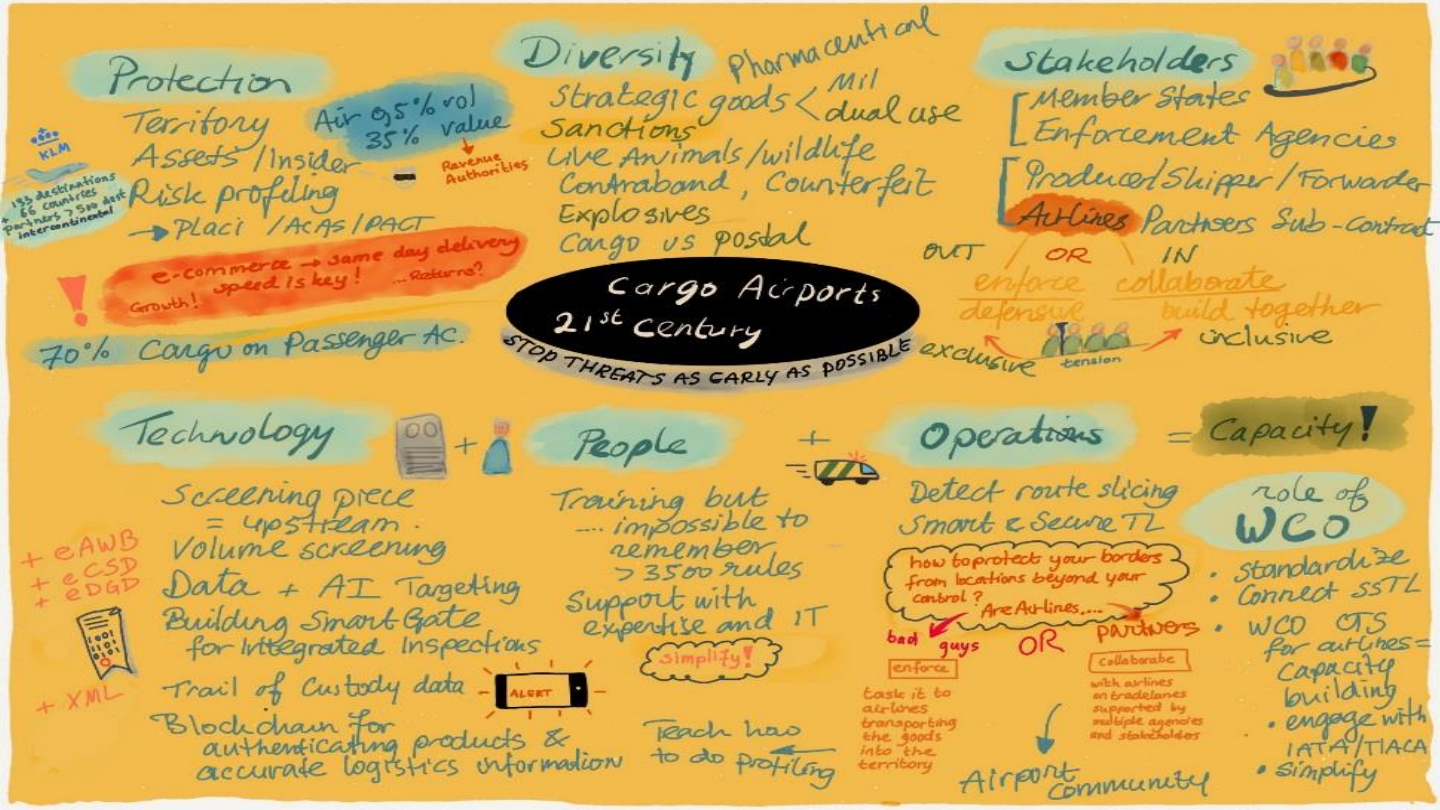 Protection
Territory
Assets / Insider
Risk profiling
→ Placi / ACAS / PACT
Air 95% vol
35% value
Revenue
Authorities
KLM
+ 133 destinations
+ 66 countries
partners > 500 dest
intercontinental
! e-commerce → same day delivery
speed is key!
Growth! ... Returns?
70% Cargo on Passenger AC.
Diversity
Pharmaceutical
Strategic goods < Mil
dual use
Sanctions
Live Animals/wildlife
Contraband, Counterfeit
Explosives
Cargo vs postal
Stakeholders
Member States
Enforcement Agencies
Producer/Shipper/Forwarder
Airlines Partners Sub-contract
OUT OR IN
enforce collaborate
defensive build together
exclusive inclusive
tension
Cargo Airports
21st Century
STOP THREATS AS EARLY AS POSSIBLE
Technology + People + Operations = Capacity!
Screening piece
= upstream.
Volume screening
Data + AI Targeting
Building Smart Gate
for Integrated Inspections
Trail of Custody data
Blockchain for
authenticating products &
accurate logistics information
+ eAWB
+ eCSD
+ eDGD
1001
+ XML
ALERT
Training but
.... impossible to
remember
> 3500 rules
Support with
expertise and IT
simplify!
Teach how
to do profiling
Detect route slicing
Smart & Secure TL
how to protect your borders
from locations beyond your
control?
Are Airlines,...
bad guys OR partners
enforce
task it to
airlines
transporting
the goods
into the
territory
Collaborate
with airlines
on tradelanes
supported by
multiple agencies
and stakeholders
Airport
Community
role of
WCO
• Standardize
• Connect SSTL
• WCO CTS
for airlines =
capacity
building
• engage with
IATA/TIACA
• Simplify